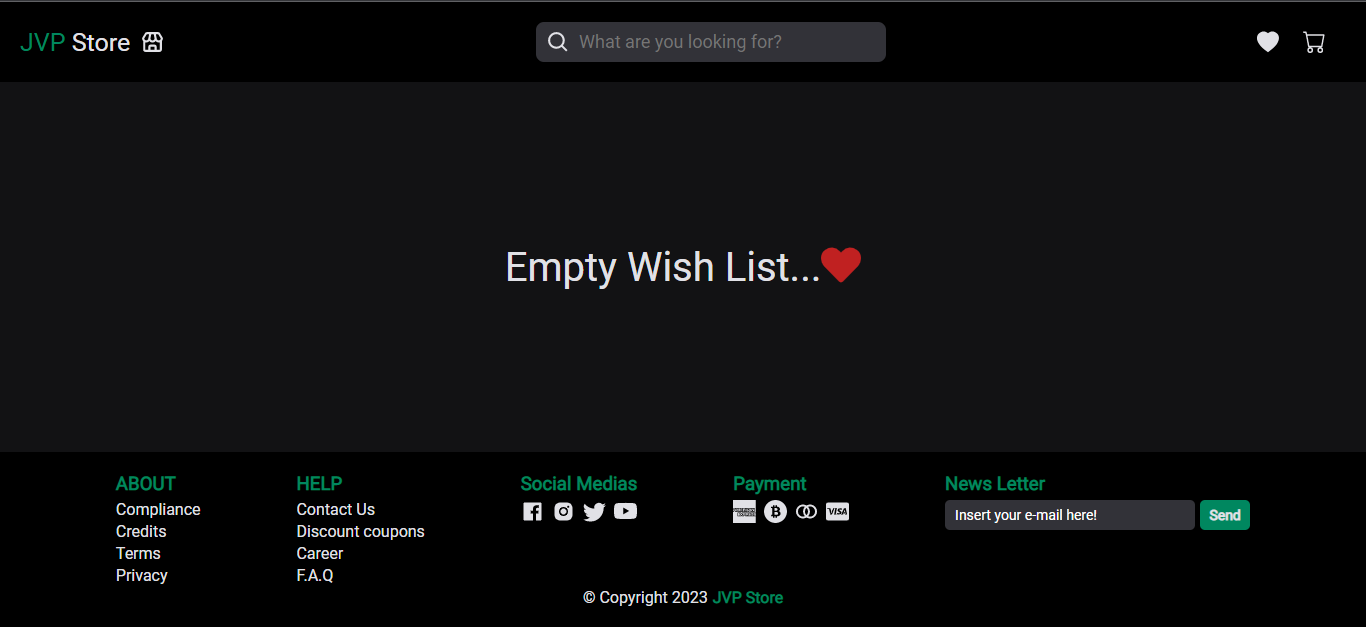 JVP Store
What are you looking for?
Empty Wish List...
ABOUT
Compliance
Credits
Terms
Privacy
HELP
Contact Us
Discount coupons
Career
F.A.Q
Social Medias
Payment
VISA
News Letter
Insert your e-mail here!
Send
© Copyright 2023 JVP Store